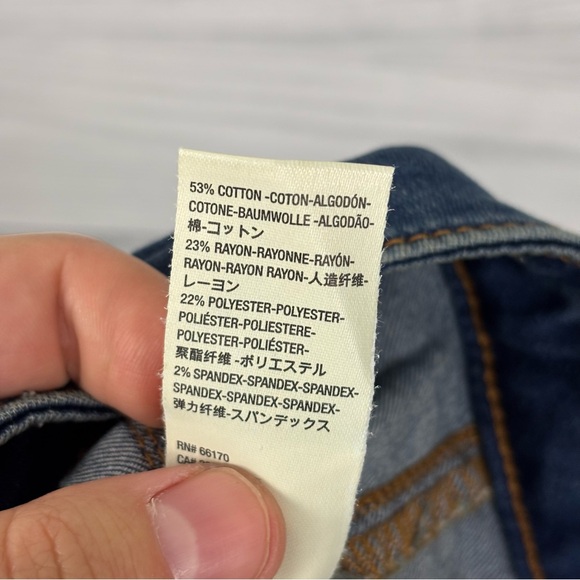 53% COTTON -COTON-ALGODÓN-
COTONE-BAUMWOLLE -ALGODÃO-
棉-コットン
23% RAYON-RAYONNE-RAYÓN-
RAYON-RAYON RAYON-人造纤维-
レーヨン
22% POLYESTER-POLYESTER-
POLIÉSTER-POLIESTERE-
POLYESTER-POLIÉSTER-
聚酯纤维 -ポリエステル
2% SPANDEX-SPANDEX-SPANDEX-
SPANDEX-SPANDEX-SPANDEX-
弹力纤维-スパンデックス
RN# 66170
CA#